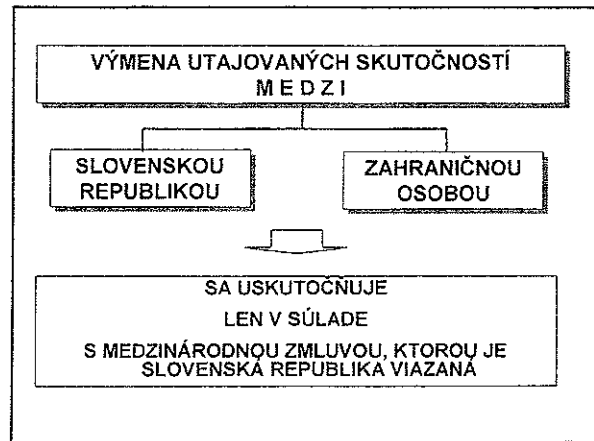 VÝMENA UTAJOVANÝCH SKUTOČNOSTÍ
M E D Z I
SLOVENSKOU
REPUBLIKOU
ZAHRANIČNOU
OSOBOU
SA USKUTOČŇUJE
LEN V SÚLADE
S MEDZINÁRODNOU ZMLUVOU, KTOROU JE
SLOVENSKÁ REPUBLIKA VIAZANÁ